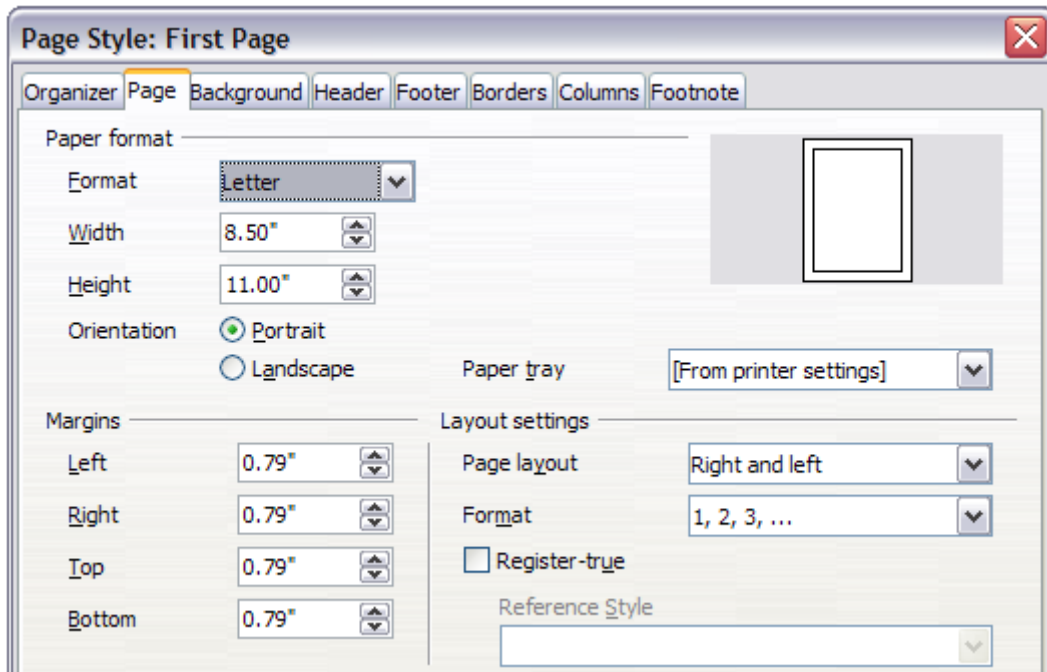 Page Style: First Page
Organizer Page Background Header Footer Borders Columns Footnote
Paper format
Format Letter
Width 8.50"
Height 11.00"
Orientation Portrait
Landscape Paper tray [From printer settings]
Margins Layout settings
Left 0.79" Page layout Right and left
Right 0.79" Format 1, 2, 3, ...
Top 0.79" Register-true
Bottom 0.79" Reference Style